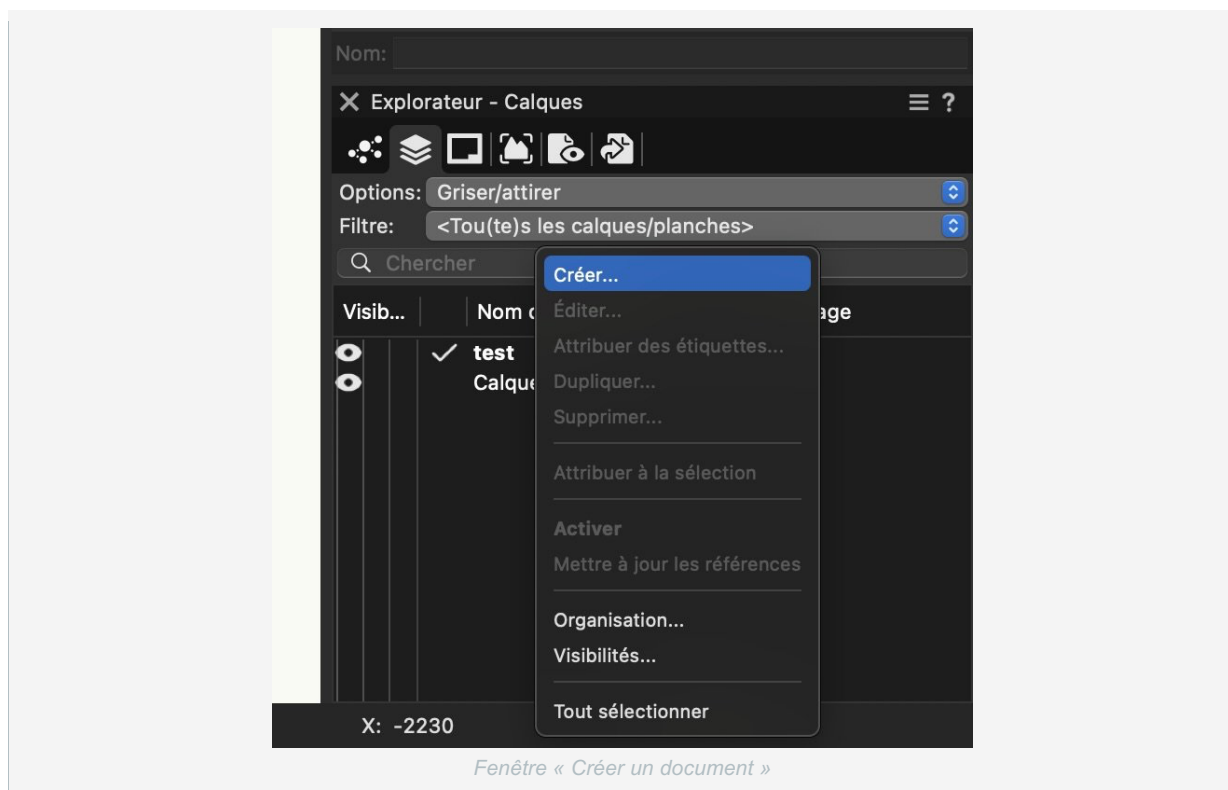 Nom:
Explorateur - Calques ?
Options: Griser/attirer
Filtre: <Tou(te)s les calques/planches>
Chercher
Visib... Nom age
test
Calque
Créer...
Éditer...
Attribuer des étiquettes...
Dupliquer...
Supprimer...
Attribuer à la sélection
Activer
Mettre à jour les références
Organisation...
Visibilités...
Tout sélectionner
X: -2230
Fenêtre « Créer un document »